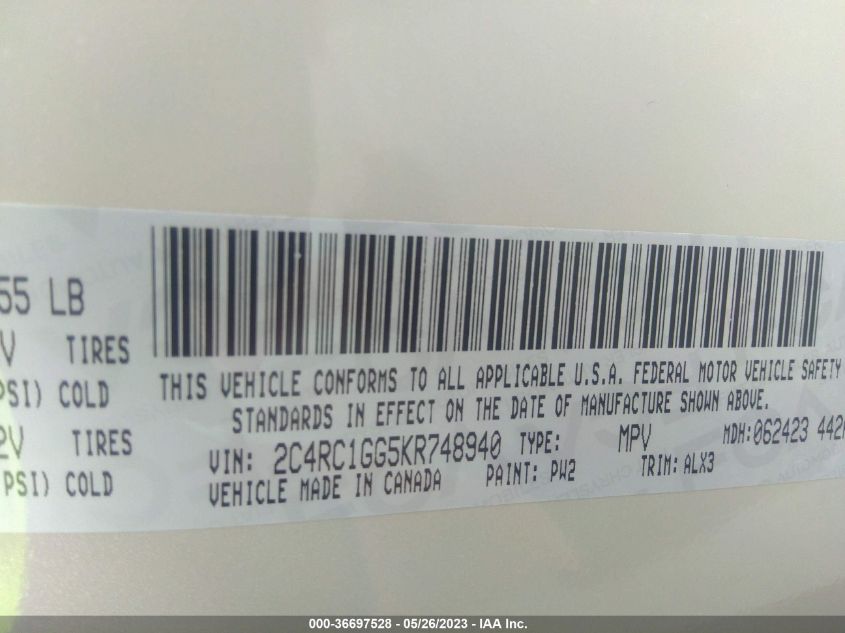 55 LB
V TIRES
PSI) COLD
2V TIRES
PSI) COLD
THIS VEHICLE CONFORMS TO ALL APPLICABLE U.S.A. FEDERAL MOTOR VEHICLE SAFETY
STANDARDS IN EFFECT ON THE DATE OF MANUFACTURE SHOWN ABOVE.
VIN: 2C4RC1GG5KR748940 TYPE: MPV MDH:062423 442
VEHICLE MADE IN CANADA PAINT: PW2 TRIM: ALX3
000-36697528 - 05/26/2023 - IAA Inc.